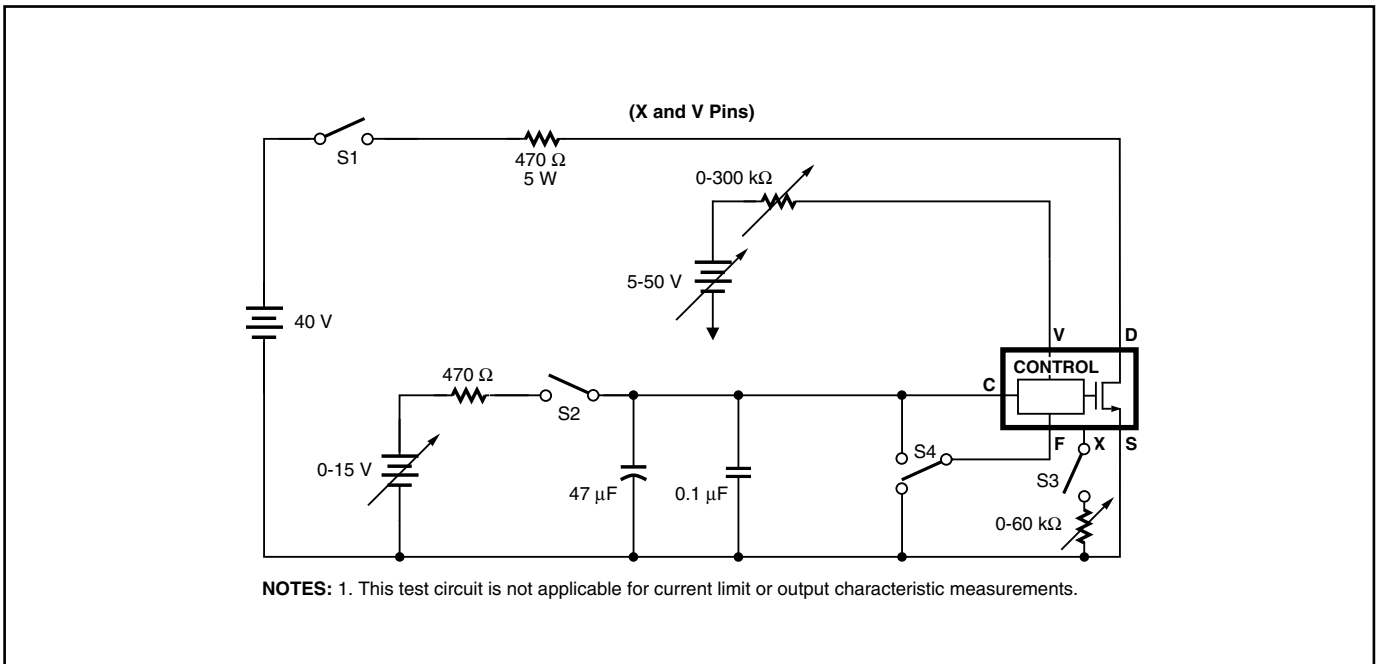 (X and V Pins)
S1
470 Ω
5 W
0-300 kΩ
5-50 V
40 V
V
D
CONTROL
C
470 Ω
S2
F
X
S
S4
S3
0-15 V
47 μF
0.1 μF
0-60 kΩ
NOTES: 1. This test circuit is not applicable for current limit or output characteristic measurements.